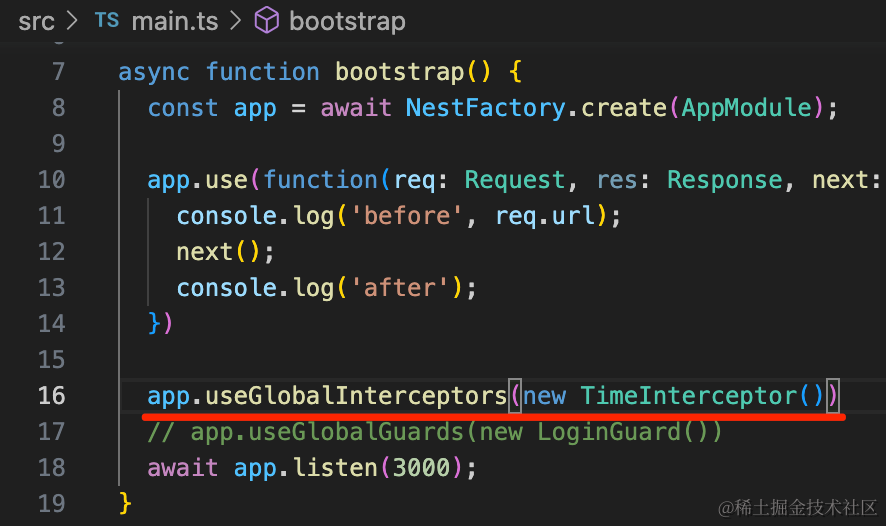 src > TS main.ts > bootstrap
7 async function bootstrap() {
8 const app = await NestFactory.create(AppModule);
9
10 app.use(function(req: Request, res: Response, next:
11 console.log('before', req.url);
12 next();
13 console.log('after');
14 })
15
16 app.useGlobalInterceptors(new TimeInterceptor())
17 // app.useGlobalGuards(new LoginGuard())
18 await app.listen(3000);
19 }
@稀土掘金技术社区